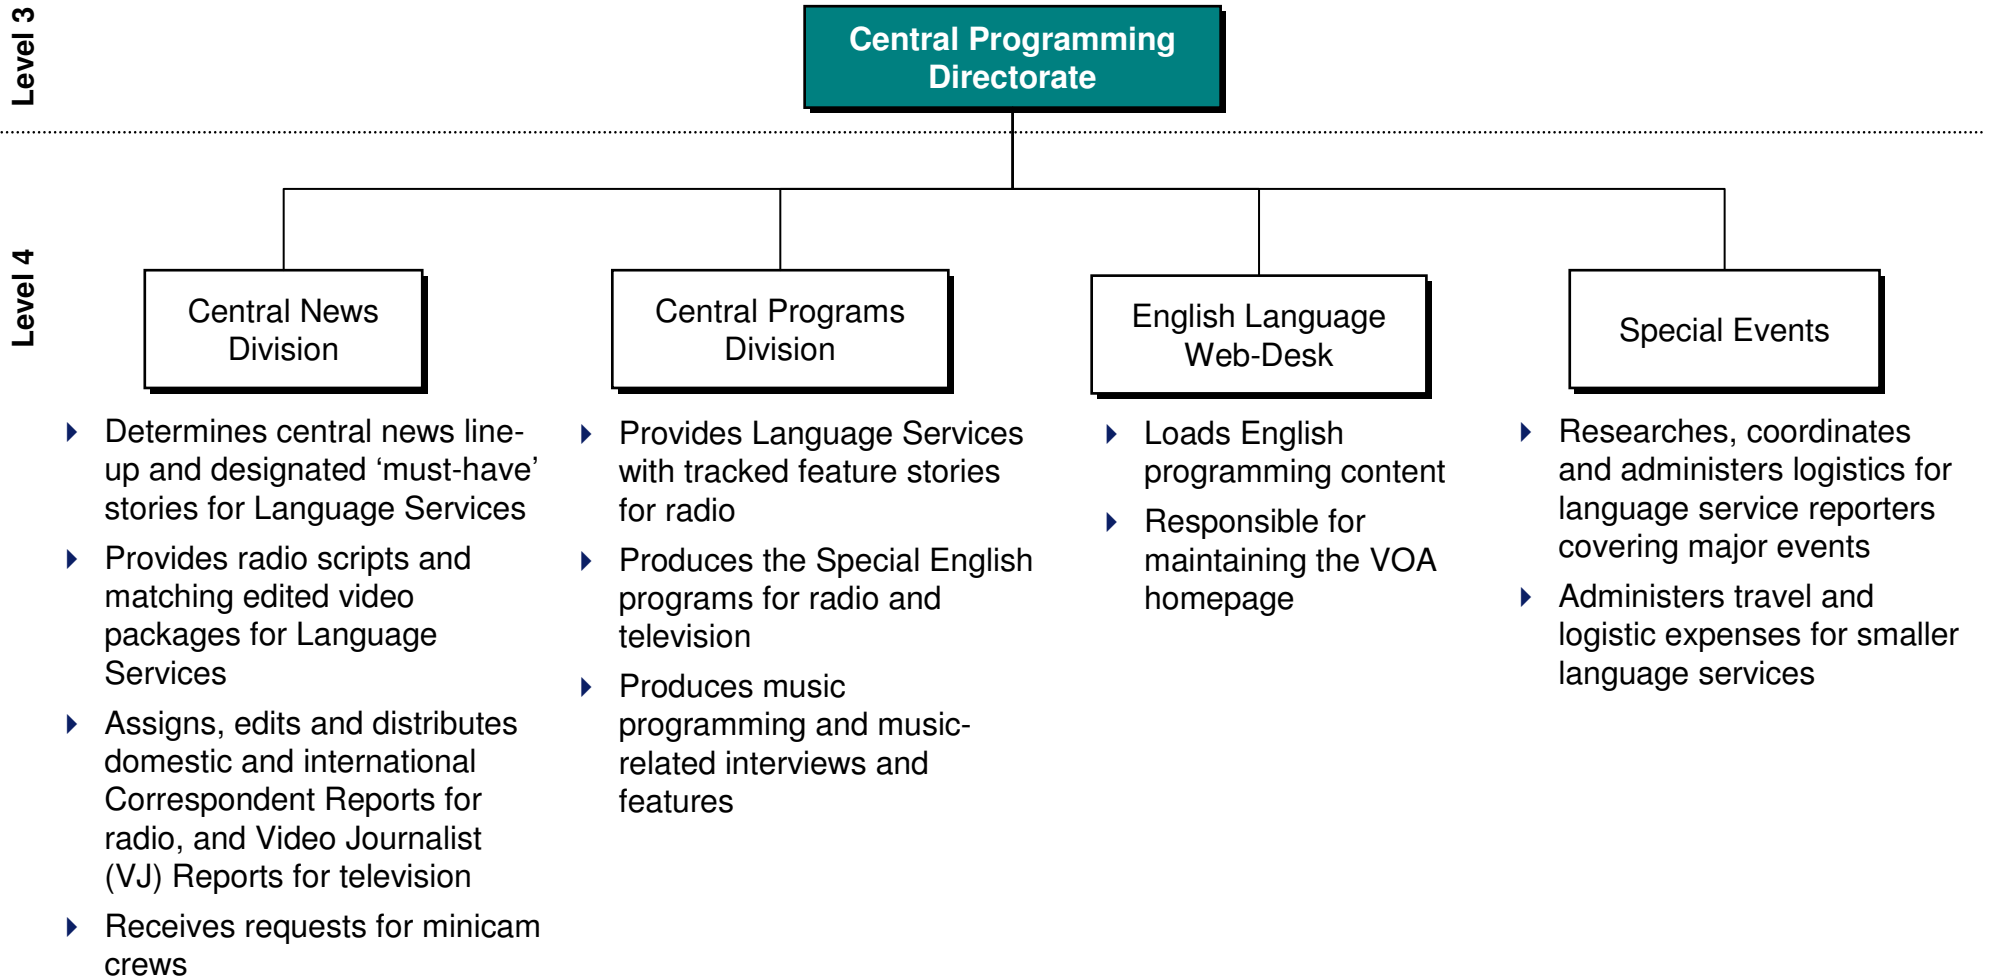 Level 3
Central Programming
Directorate
Level 4
Central News
Division
Determines central news line-
up and designated ‘must-have’
stories for Language Services
Provides radio scripts and
matching edited video
packages for Language
Services
Assigns, edits and distributes
domestic and international
Correspondent Reports for
radio, and Video Journalist
(VJ) Reports for television
Receives requests for minicam
crews
Central Programs
Division
Provides Language Services
with tracked feature stories
for radio
Produces the Special English
programs for radio and
television
Produces music
programming and music-
related interviews and
features
English Language
Web-Desk
Loads English
programming content
Responsible for
maintaining the VOA
homepage
Special Events
Researches, coordinates
and administers logistics for
language service reporters
covering major events
Administers travel and
logistic expenses for smaller
language services